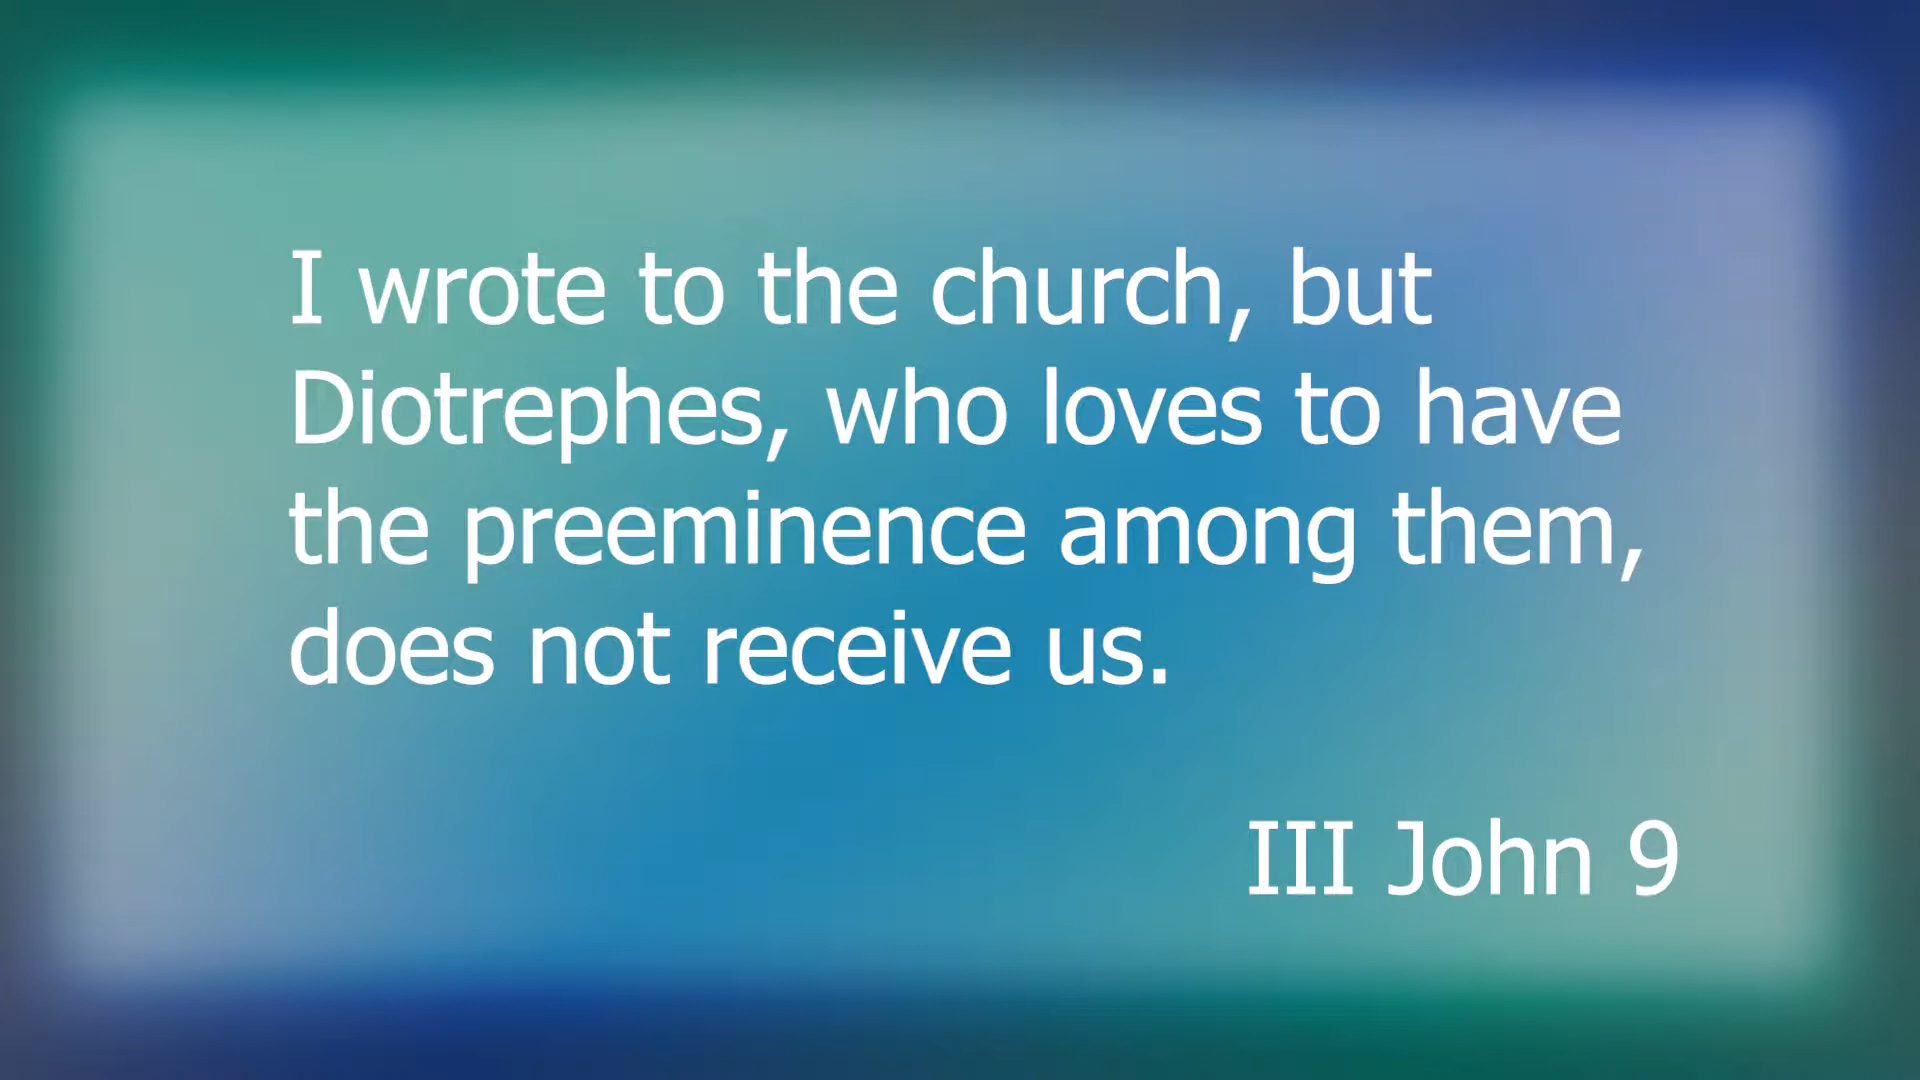 I wrote to the church, but
Diotrephes, who loves to have
the preeminence among them,
does not receive us.
III John 9